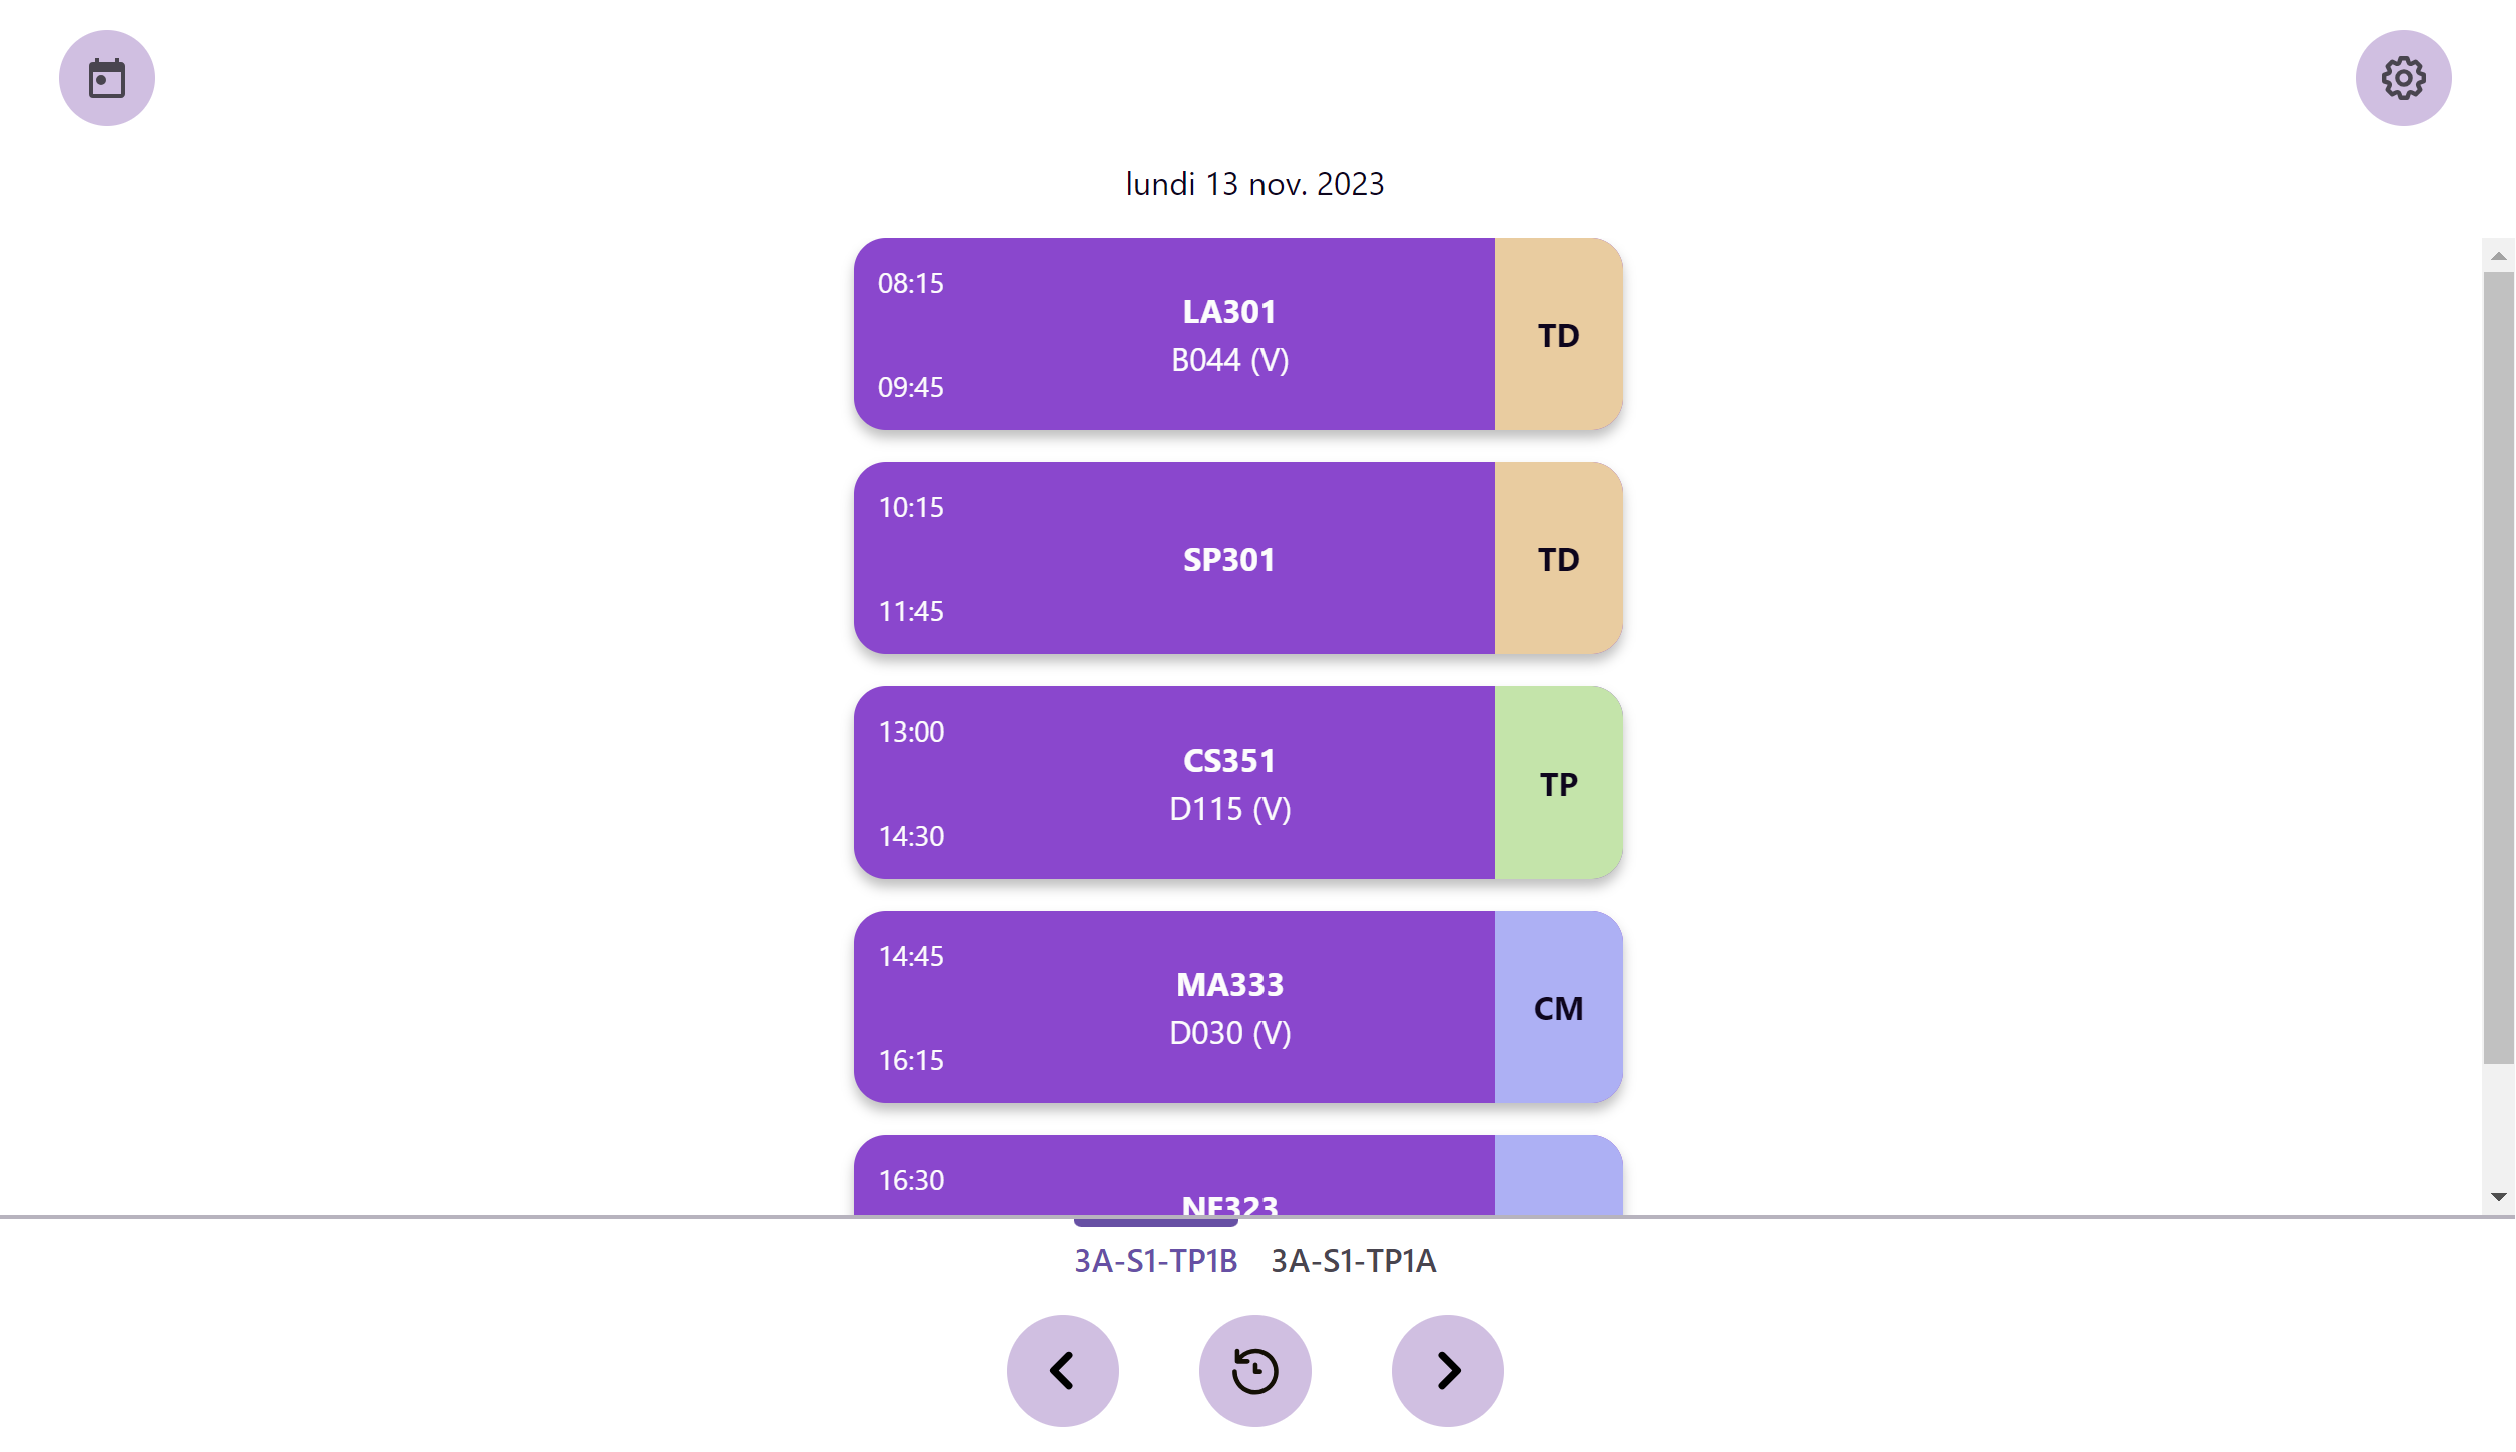 lundi 13 nov. 2023
08:15
LA301
TD
B044 (V)
09:45
10:15
SP301
TD
11:45
13:00
CS351
TP
D115 (V)
14:30
14:45
MA333
CM
D030 (V)
16:15
16:30
NE323
3A-S1-TP1B 3A-S1-TP1A